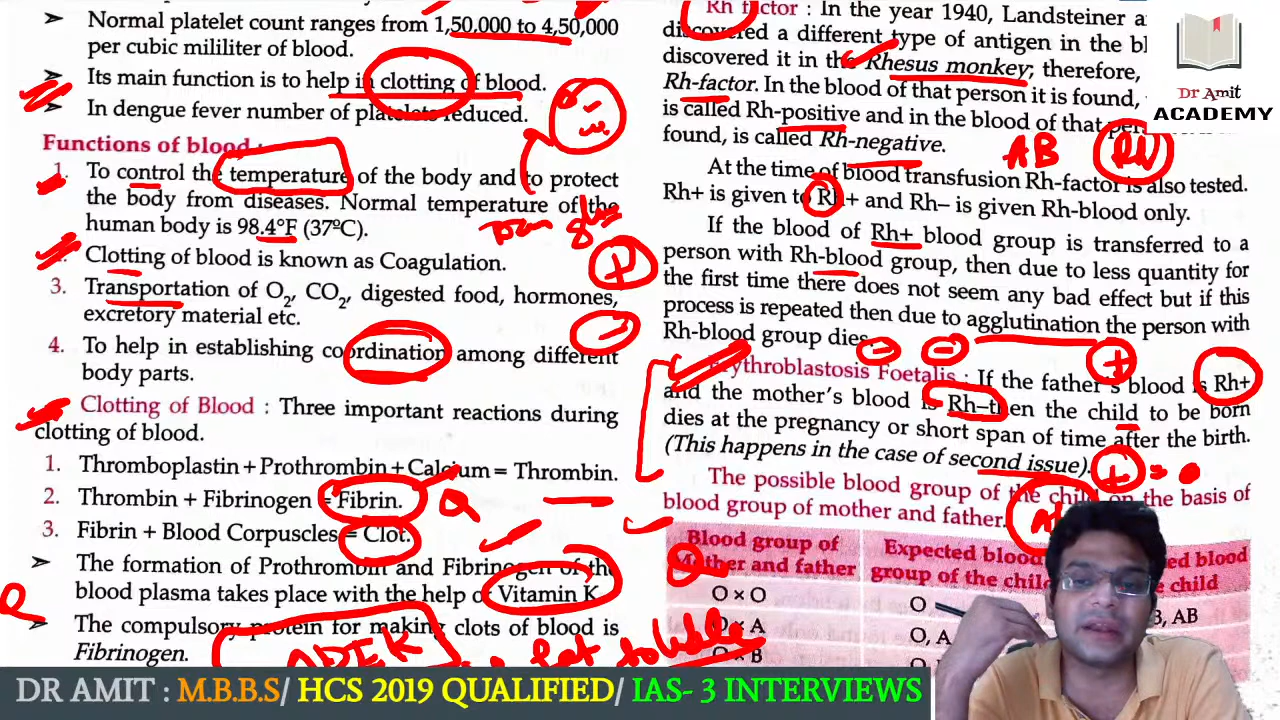 ➤ Normal platelet count ranges from 1,50,000 to 4,50,000
per cubic mililiter of blood.
➤ Its main function is to help in clotting of blood.
➤ In dengue fever number of platelets reduced.
Functions of blood :
1. To control the temperature of the body and to protect
the body from diseases. Normal temperature of the
human body is 98.4°F (37ºC).
Clotting of blood is known as Coagulation.
3. Transportation of O2, CO2, digested food, hormones,
excretory material etc.
4. To help in establishing coordination among different
body parts.
Clotting of Blood : Three important reactions during
clotting of blood.
1. Thromboplastin + Prothrombin + Calcium = Thrombin.
2. Thrombin + Fibrinogen = Fibrin.
3. Fibrin + Blood Corpuscles = Clot.
➤ The formation of Prothrombin and Fibrinogen of the
blood plasma takes place with the help of Vitamin K.
➤ The compulsory protein for making clots of blood is
Fibrinogen.
ADEK
fat soluble
Rh factor : In the year 1940, Landsteiner a
discovered a different type of antigen in the bl
discovered it in the Rhesus monkey; therefore,
Rh-factor. In the blood of that person it is found,
is called Rh-positive and in the blood of that per
found, is called Rh-negative.
AB
At the time of blood transfusion Rh-factor is also tested.
Rh+ is given to Rh+ and Rh– is given Rh-blood only.
If the blood of Rh+ blood group is transferred to a
person with Rh-blood group, then due to less quantity for
the first time there does not seem any bad effect but if this
process is repeated then due to agglutination the person with
Rh-blood group dies.
Erythroblastosis Foetalis : If the father's blood is Rh+
and the mother's blood is Rh–then the child to be born
dies at the pregnancy or short span of time after the birth.
(This happens in the case of second issue).
The possible blood group of the child on the basis of
blood group of mother and father.
Blood group of
Mother and father
Expected blood
group of the child
ed blood
child
O × O
O
B, AB
O × A
O, A
O × B
Dr Amit
ACADEMY
DR AMIT : M.B.B.S/ HCS 2019 QUALIFIED/ IAS- 3 INTERVIEWS